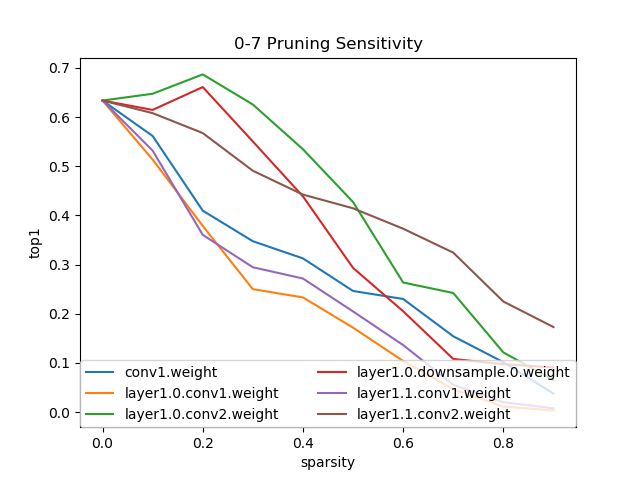 0-7 Pruning Sensitivity
0.7
0.6
0.5
0.4
0.3
0.2
0.1
0.0
top1
conv1.weight
layer1.0.conv1.weight
layer1.0.conv2.weight
layer1.0.downsample.0.weight
layer1.1.conv1.weight
layer1.1.conv2.weight
0.0 0.2 0.4 0.6 0.8
sparsity